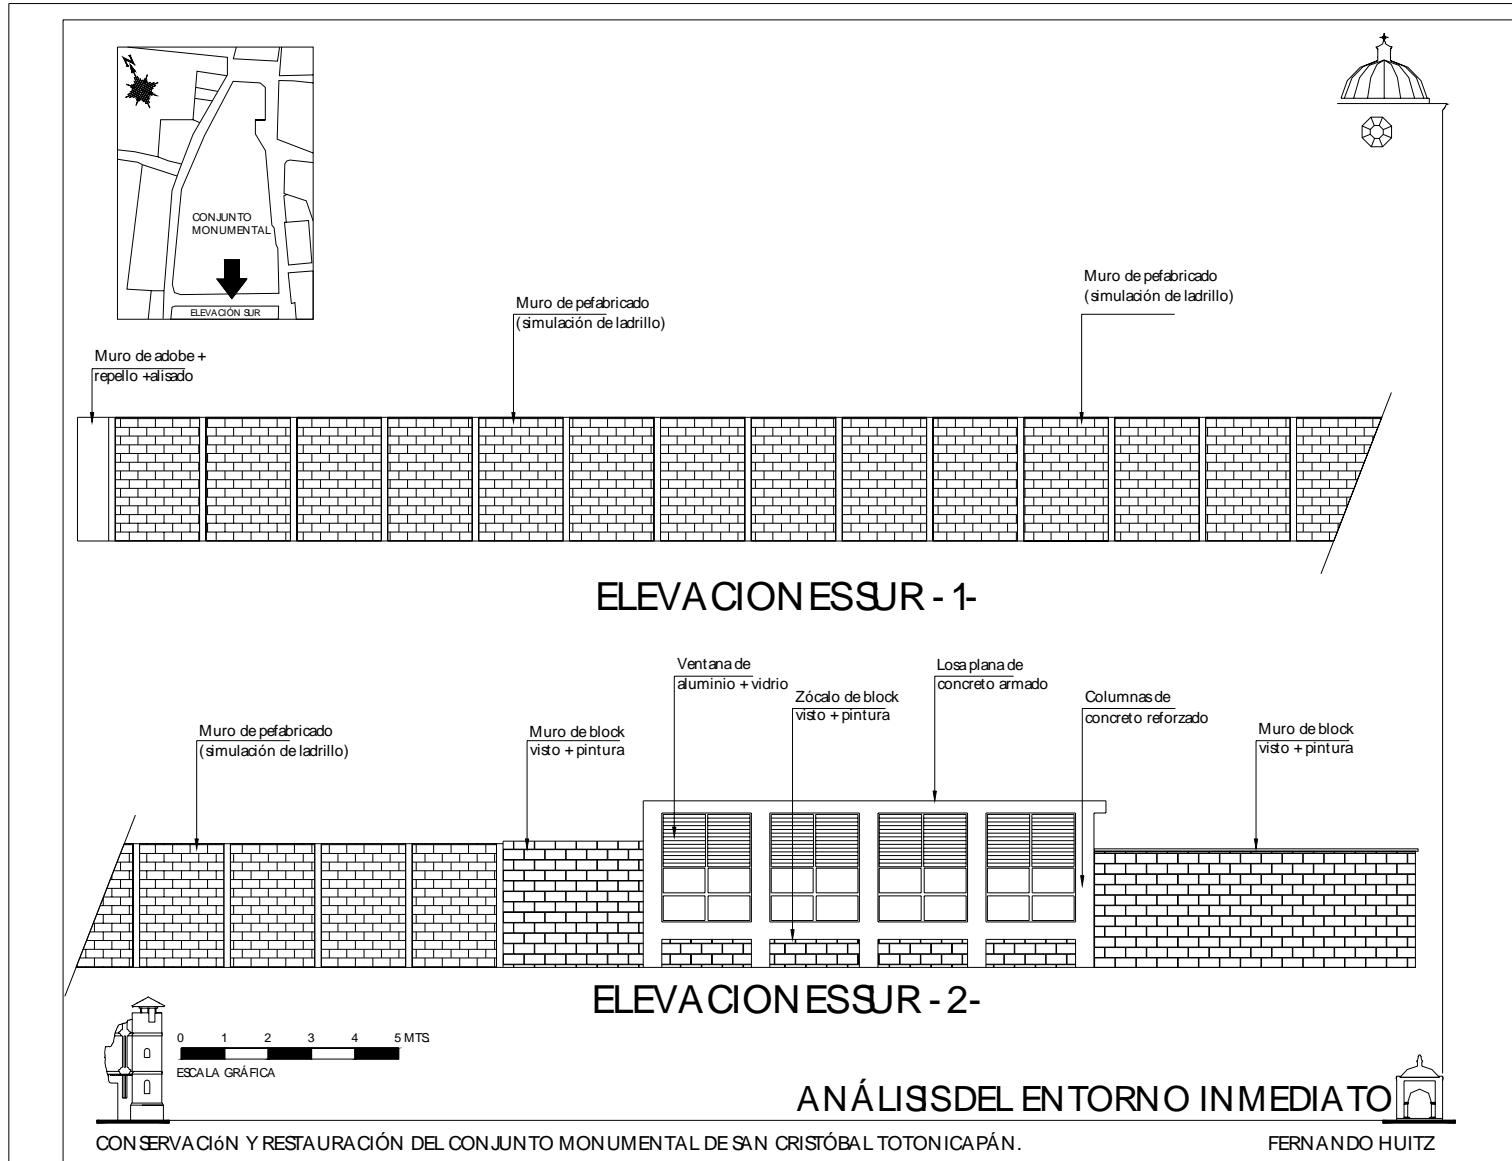 N
CONJUNTO
MONUMENTAL
ELEVACIÓN SUR
Muro de adobe +
repello +alisado
Muro de pefabricado
(simulación de ladrillo)
Muro de pefabricado
(simulación de ladrillo)
ELEVACIONES SUR - 1-
Muro de pefabricado
(simulación de ladrillo)
Muro de block
visto + pintura
Ventana de
aluminio + vidrio
Zócalo de block
visto + pintura
Losa plana de
concreto armado
Columnas de
concreto reforzado
Muro de block
visto + pintura
ELEVACIONES SUR - 2-
0 1 2 3 4 5 MTS.
ESCALA GRÁFICA
ANÁLISIS DEL ENTORNO INMEDIATO
CONSERVACIóN Y RESTAURACIÓN DEL CONJUNTO MONUMENTAL DE SAN CRISTÓBAL TOTONICAPÁN.
FERNANDO HUITZ